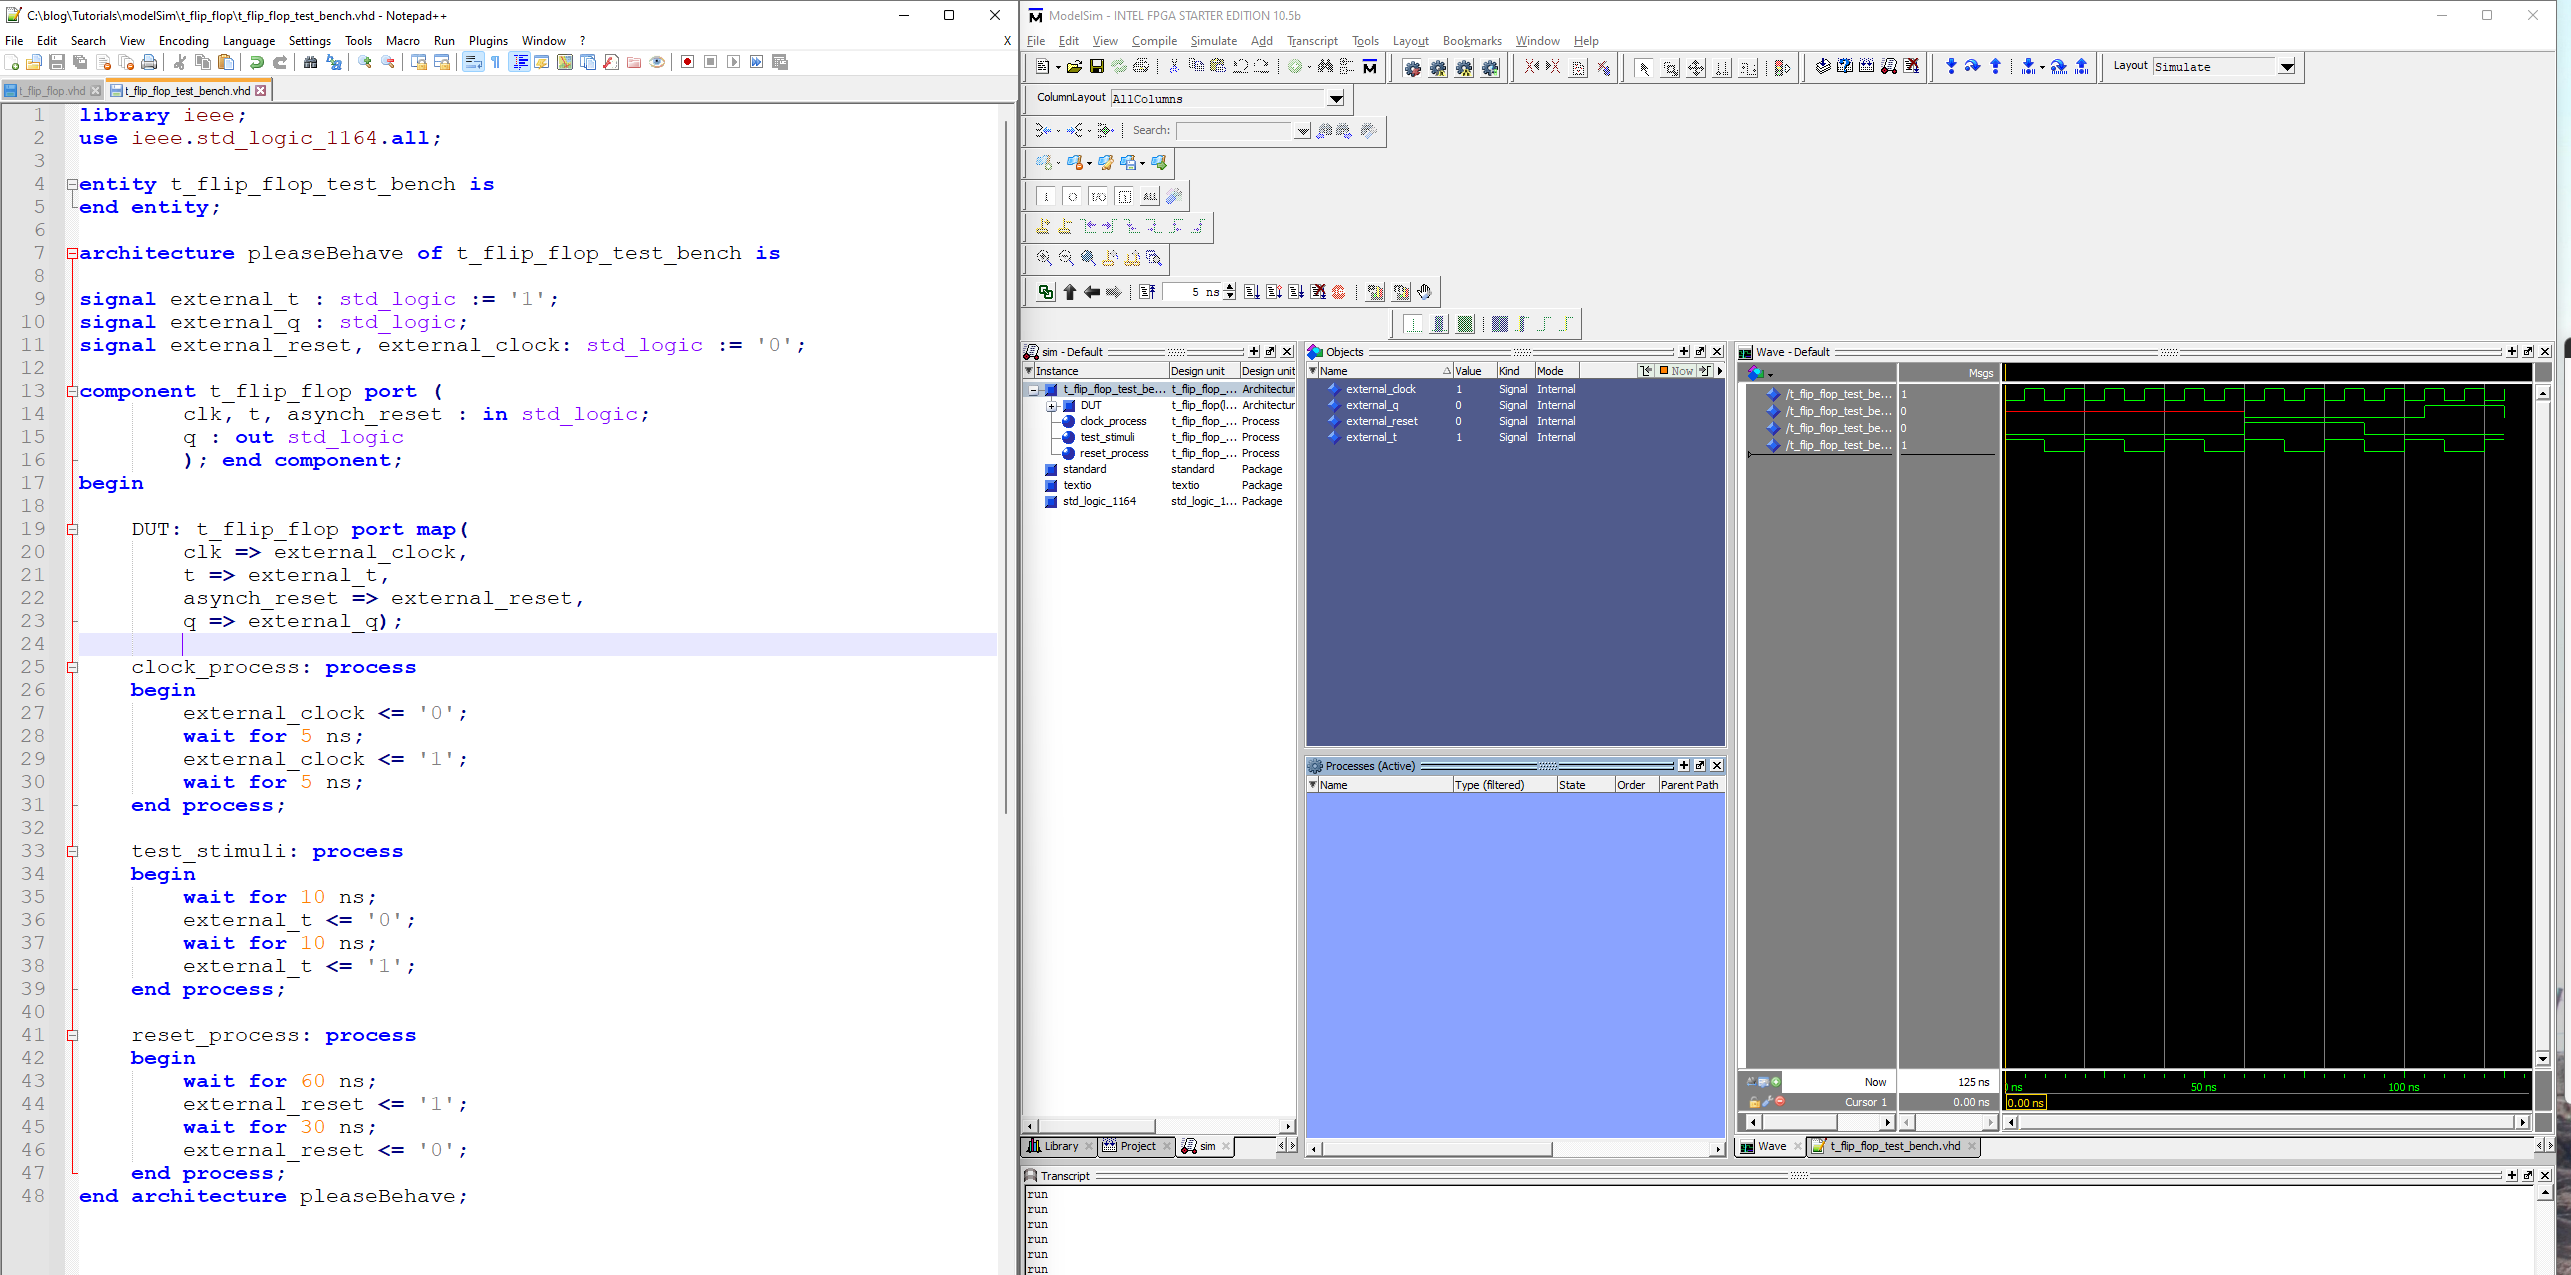 C:\blog\Tutorials\modelSim\t_flip_flop\t_flip_flop_test_bench.vhd - Notepad++
File Edit Search View Encoding Language Settings Tools Macro Run Plugins Window ? X
t_flip_flop.vhd t_flip_flop_test_bench.vhd
1 library ieee;
2 use ieee.std_logic_1164.all;
3
4 entity t_flip_flop_test_bench is
5 end entity;
6
7 architecture pleaseBehave of t_flip_flop_test_bench is
8
9 signal external_t : std_logic := '1';
10 signal external_q : std_logic;
11 signal external_reset, external_clock: std_logic := '0';
12
13 component t_flip_flop port (
14 clk, t, asynch_reset : in std_logic;
15 q : out std_logic
16 ); end component;
17 begin
18
19 DUT: t_flip_flop port map(
20 clk => external_clock,
21 t => external_t,
22 asynch_reset => external_reset,
23 q => external_q);
24
25 clock_process: process
26 begin
27 external_clock <= '0';
28 wait for 5 ns;
29 external_clock <= '1';
30 wait for 5 ns;
31 end process;
32
33 test_stimuli: process
34 begin
35 wait for 10 ns;
36 external_t <= '0';
37 wait for 10 ns;
38 external_t <= '1';
39 end process;
40
41 reset_process: process
42 begin
43 wait for 60 ns;
44 external_reset <= '1';
45 wait for 30 ns;
46 external_reset <= '0';
47 end process;
48 end architecture pleaseBehave;
ModelSim - INTEL FPGA STARTER EDITION 10.5b
File Edit View Compile Simulate Add Transcript Tools Layout Bookmarks Window Help
Layout Simulate
ColumnLayout AllColumns
Search:
5 ns
sim - Default
Instance Design unit Design unit
t_flip_flop_test_be... t_flip_flop_... Architectur
DUT t_flip_flop(l... Architectur
clock_process t_flip_flop_... Process
test_stimuli t_flip_flop_... Process
reset_process t_flip_flop_... Process
standard standard Package
textio textio Package
std_logic_1164 std_logic_1... Package
Library Project sim
Objects
Name Value Kind Mode Now
external_clock 1 Signal Internal
external_q 0 Signal Internal
external_reset 0 Signal Internal
external_t 1 Signal Internal
Processes (Active)
Name Type (filtered) State Order Parent Path
Wave - Default
Msgs
/t_flip_flop_test_be... 1
/t_flip_flop_test_be... 0
/t_flip_flop_test_be... 0
/t_flip_flop_test_be... 1
Now 125 ns
ns 50 ns 100 ns
Cursor 1 0.00 ns
0.00 ns
Wave t_flip_flop_test_bench.vhd
Transcript
run
run
run
run
run
run